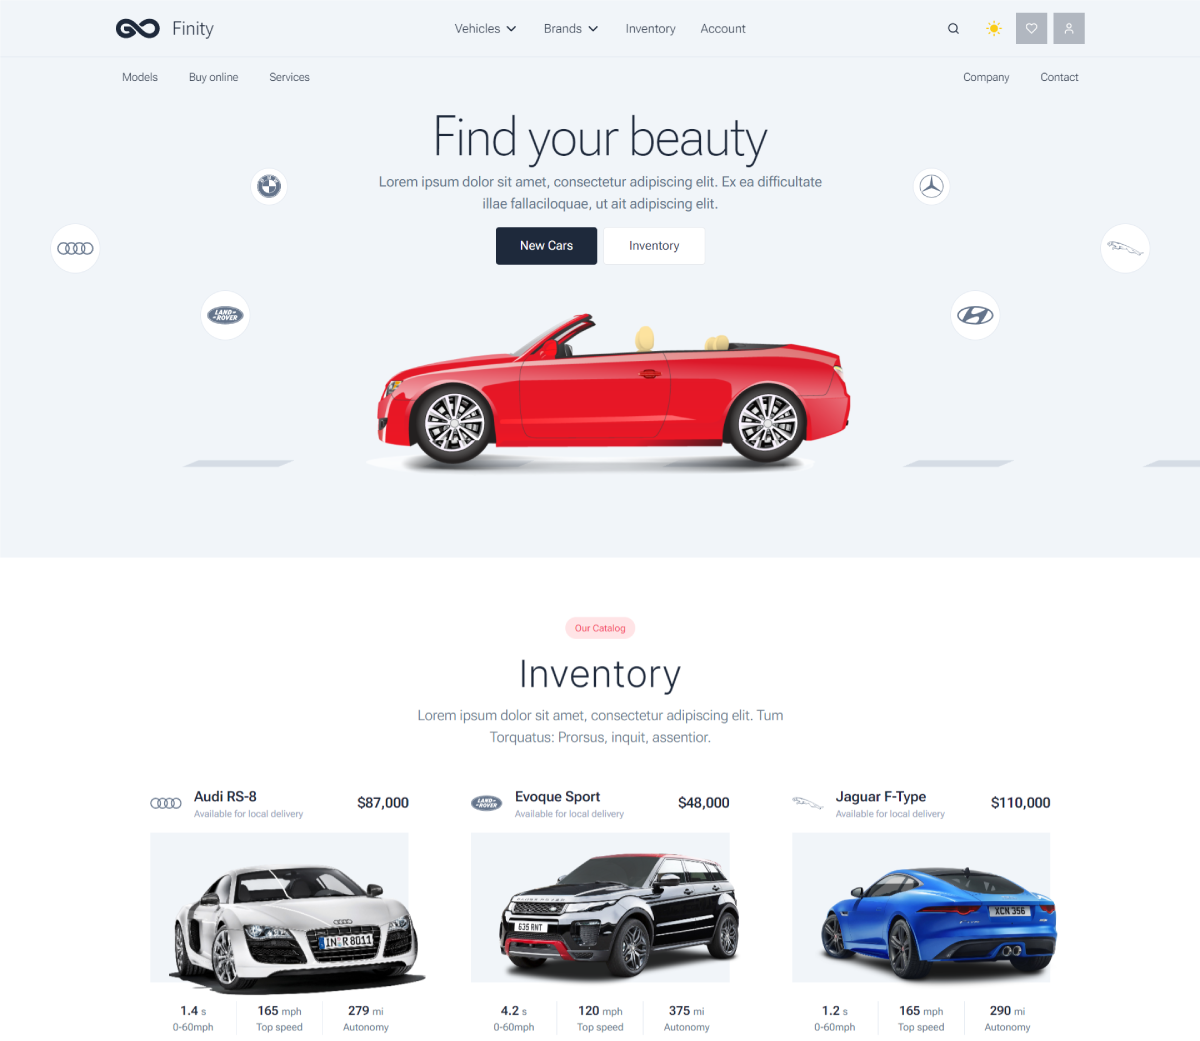 Finity
Vehicles
Brands
Inventory
Account
Models
Buy online
Services
Company
Contact
Find your beauty
Lorem ipsum dolor sit amet, consectetur adipiscing elit. Ex ea difficultate
illae fallaciloquae, ut ait adipiscing elit.
New Cars
Inventory
LAND-
ROVER
Our Catalog
Inventory
Lorem ipsum dolor sit amet, consectetur adipiscing elit. Tum
Torquatus: Prorsus, inquit, assentior.
Audi RS-8
Available for local delivery
$87,000
LAND-
ROVER
Evoque Sport
Available for local delivery
$48,000
Jaguar F-Type
Available for local delivery
$110,000
IN R 8011
635 RNT
XCN 356
1.4 s
0-60mph
165 mph
Top speed
279 mi
Autonomy
4.2 s
0-60mph
120 mph
Top speed
375 mi
Autonomy
1.2 s
0-60mph
165 mph
Top speed
290 mi
Autonomy